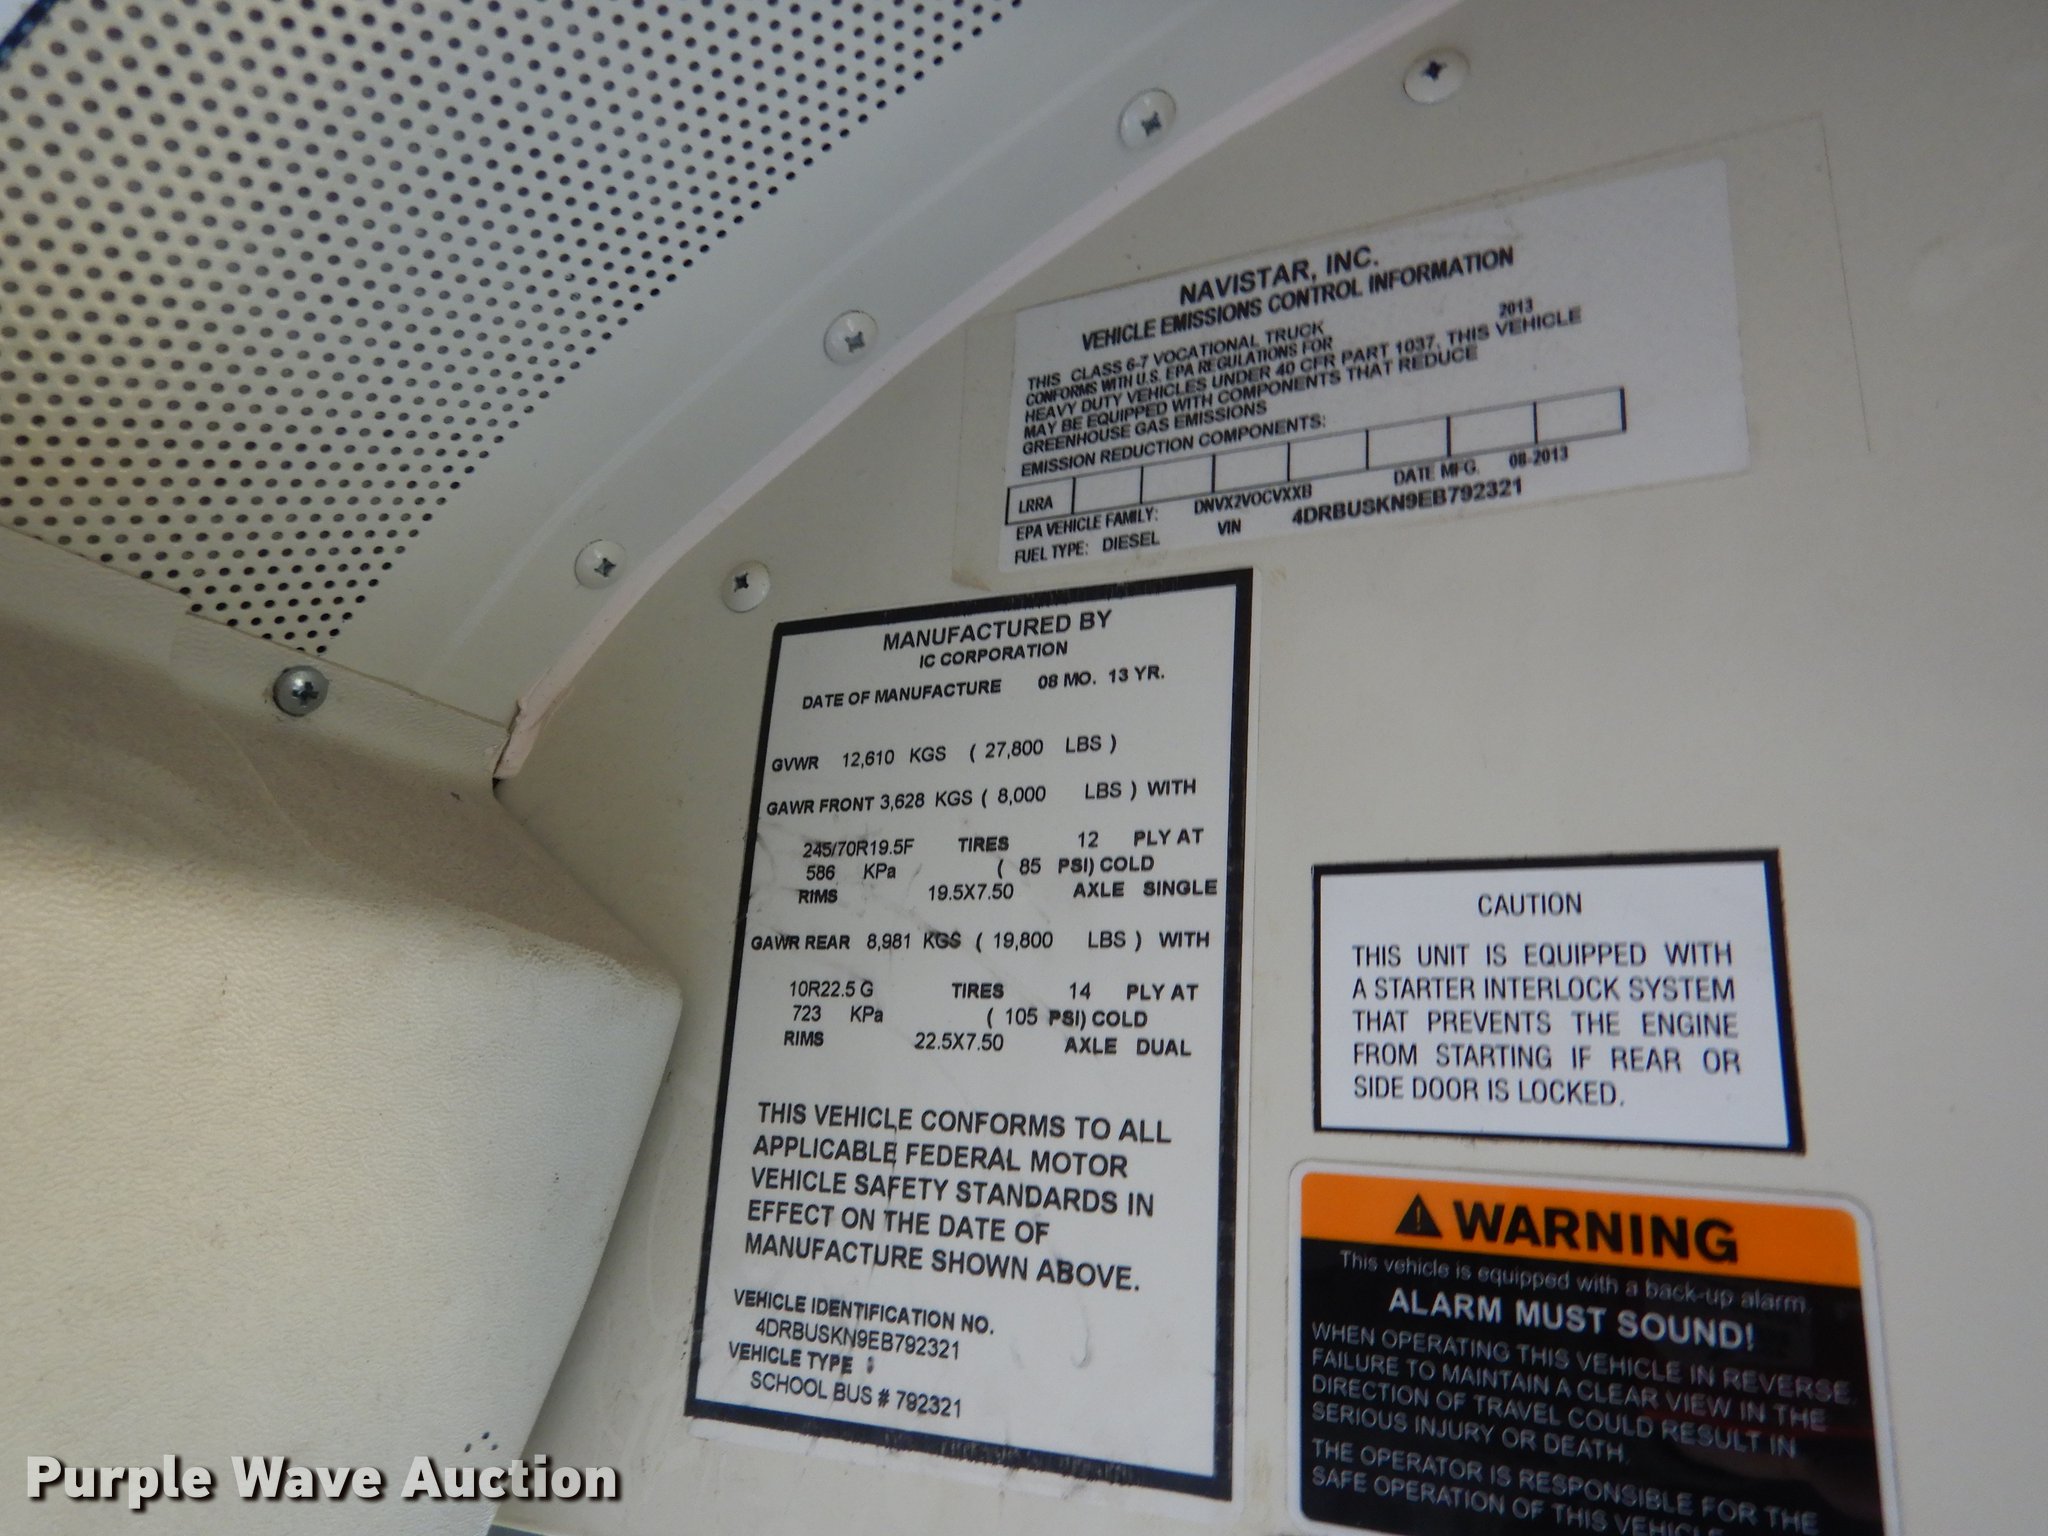 NAVISTAR, INC.
VEHICLE EMISSIONS CONTROL INFORMATION
THIS CLASS 6-7 VOCATIONAL TRUCK
CONFORMS WITH U.S. EPA REGULATIONS FOR 2013
HEAVY DUTY VEHICLES UNDER 40 CFR PART 1037. THIS VEHICLE
MAY BE EQUIPPED WITH COMPONENTS THAT REDUCE
GREENHOUSE GAS EMISSIONS
EMISSION REDUCTION COMPONENTS:
LRRA
EPA VEHICLE FAMILY: DNVX2VOCVXXB DATE MFG. 08-2013
FUEL TYPE: DIESEL VIN 4DRBUSKN9EB792321
MANUFACTURED BY
IC CORPORATION
DATE OF MANUFACTURE 08 MO. 13 YR.
GVWR 12,610 KGS ( 27,800 LBS )
GAWR FRONT 3,628 KGS ( 8,000 LBS ) WITH
245/70R19.5F TIRES 12 PLY AT
586 KPa ( 85 PSI) COLD
RIMS 19.5X7.50 AXLE SINGLE
GAWR REAR 8,981 KGS ( 19,800 LBS ) WITH
10R22.5 G TIRES 14 PLY AT
723 KPa ( 105 PSI) COLD
RIMS 22.5X7.50 AXLE DUAL
THIS VEHICLE CONFORMS TO ALL
APPLICABLE FEDERAL MOTOR
VEHICLE SAFETY STANDARDS IN
EFFECT ON THE DATE OF
MANUFACTURE SHOWN ABOVE.
VEHICLE IDENTIFICATION NO.
4DRBUSKN9EB792321
VEHICLE TYPE :
SCHOOL BUS # 792321
CAUTION
THIS UNIT IS EQUIPPED WITH
A STARTER INTERLOCK SYSTEM
THAT PREVENTS THE ENGINE
FROM STARTING IF REAR OR
SIDE DOOR IS LOCKED.
WARNING
This vehicle is equipped with a back-up alarm.
ALARM MUST SOUND!
WHEN OPERATING THIS VEHICLE IN REVERSE.
FAILURE TO MAINTAIN A CLEAR VIEW IN THE
DIRECTION OF TRAVEL COULD RESULT IN
SERIOUS INJURY OR DEATH.
THE OPERATOR IS RESPONSIBLE FOR THE
SAFE OPERATION OF THIS VEHICLE
Purple Wave Auction